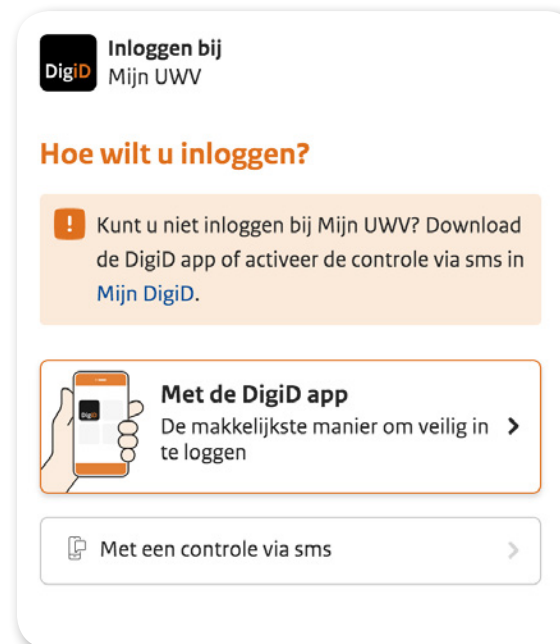 DigiD
Inloggen bij
Mijn UWV
Hoe wilt u inloggen?
! Kunt u niet inloggen bij Mijn UWV? Download
de DigiD app of activeer de controle via sms in
Mijn DigiD.
DigiD
Met de DigiD app
De makkelijkste manier om veilig in
te loggen
Met een controle via sms